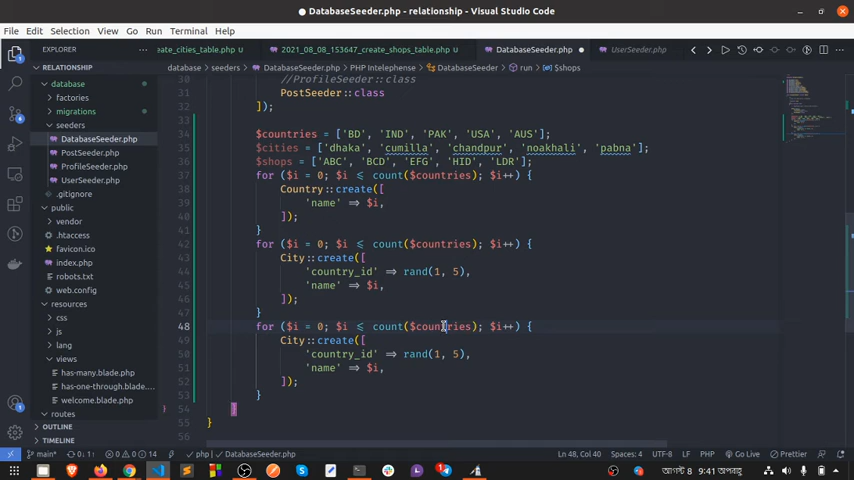 DatabaseSeeder.php - relationship - Visual Studio Code
File Edit Selection View Go Run Terminal Help
EXPLORER
eate_cities_table.php U 2021_08_08_153647_create_shops_table.php U DatabaseSeeder.php UserSeeder.php
RELATIONSHIP
database > seeders > DatabaseSeeder.php > PHP Intelephense > DatabaseSeeder > run > $shops
database
factories
migrations
seeders
DatabaseSeeder.php
PostSeeder.php
ProfileSeeder.php
UserSeeder.php
.gitignore
public
vendor
.htaccess
favicon.ico
index.php
robots.txt
web.config
resources
css
js
lang
views
has-many.blade.php
has-one-through.blade....
welcome.blade.php
routes
OUTLINE
TIMELINE
30 //ProfileSeeder::class
31 PostSeeder::class
32 ]);
33
34 $countries = ['BD', 'IND', 'PAK', 'USA', 'AUS'];
35 $cities = ['dhaka', 'cumilla', 'chandpur', 'noakhali', 'pabna'];
36 $shops = ['ABC', 'BCD', 'EFG', 'HID', 'LDR'];
37 for ($i = 0; $i <= count($countries); $i++) {
38 Country::create([
39 'name' => $i,
40 ]);
41 }
42 for ($i = 0; $i <= count($countries); $i++) {
43 City::create([
44 'country_id' => rand(1, 5),
45 'name' => $i,
46 ]);
47 }
48 for ($i = 0; $i <= count($countries); $i++) {
49 City::create([
50 'country_id' => rand(1, 5),
51 'name' => $i,
52 ]);
53 }
54 }
55 }
56
main* 0 0 14 php DatabaseSeeder.php Ln 48, Col 40 Spaces: 4 UTF-8 LF PHP Go Live Prettier
আগস্ট 8 9:41 অপরাহ্ণ